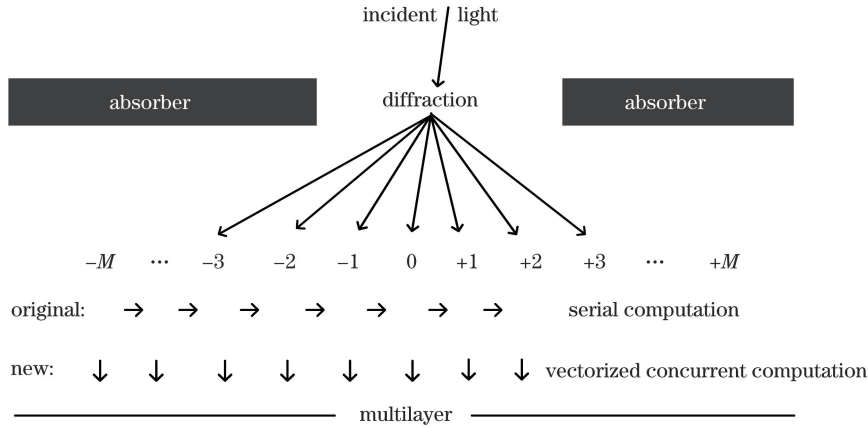 incident light
absorber diffraction absorber
−M ... −3 −2 −1 0 +1 +2 +3 ... +M
original: serial computation
new: vectorized concurrent computation
multilayer